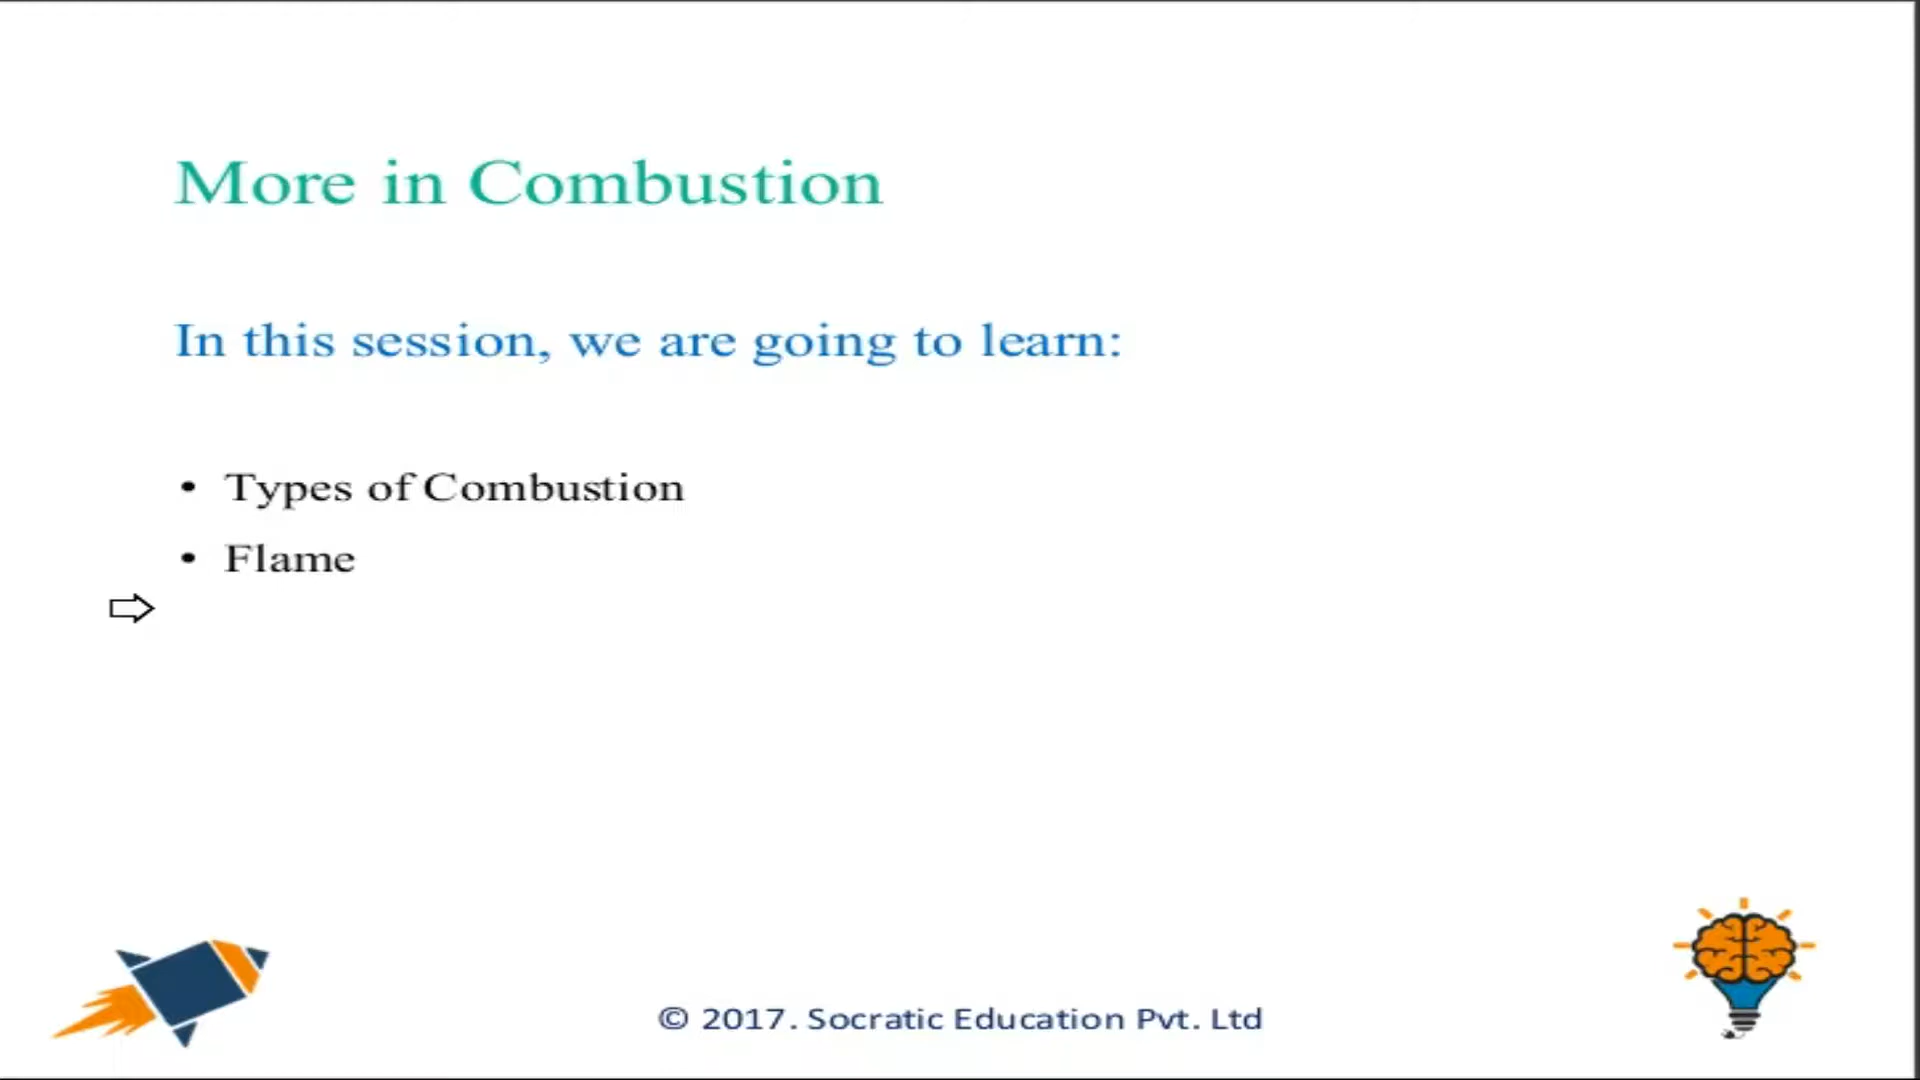 More in Combustion
In this session, we are going to learn:
• Types of Combustion
• Flame
© 2017. Socratic Education Pvt. Ltd